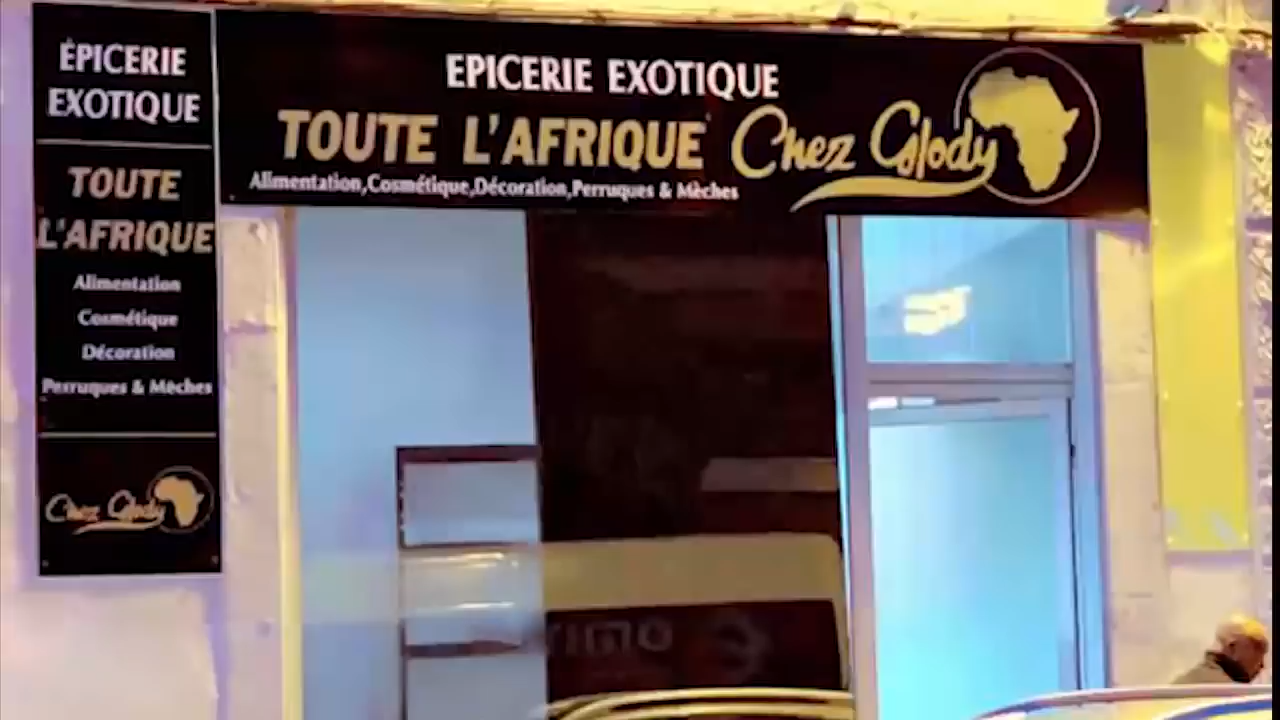 ÉPICERIE
EXOTIQUE
TOUTE
L'AFRIQUE
Alimentation
Cosmétique
Décoration
Perruques & Mèches
Chez Glody
EPICERIE EXOTIQUE
TOUTE L'AFRIQUE Chez Glody
Alimentation,Cosmétique,Décoration,Perruques & Mèches